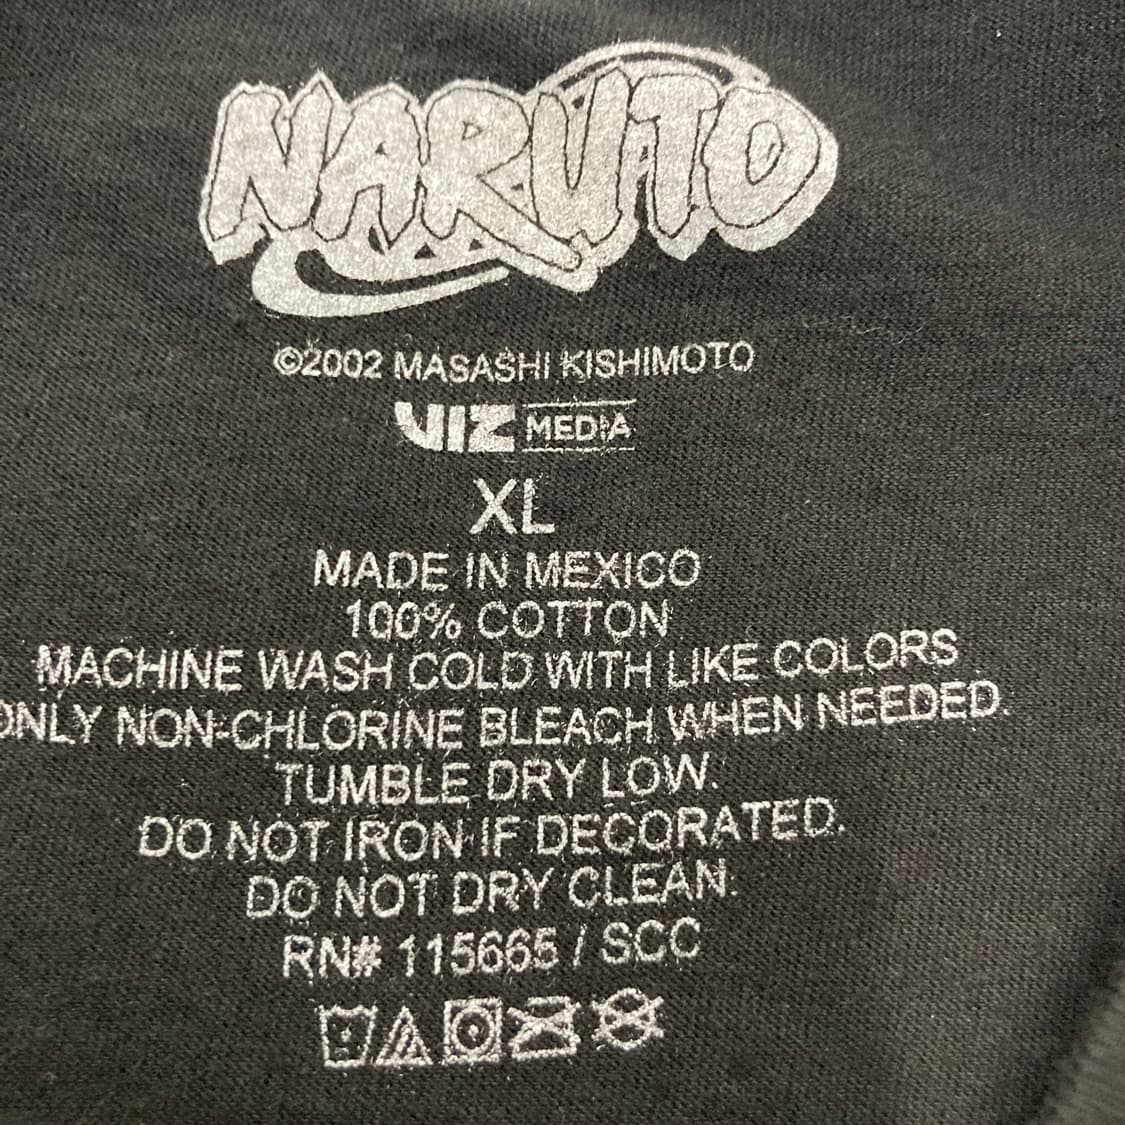 NARUTO
©2002 MASASHI KISHIMOTO
VIZ MEDIA
XL
MADE IN MEXICO
100% COTTON
MACHINE WASH COLD WITH LIKE COLORS
ONLY NON-CHLORINE BLEACH WHEN NEEDED.
TUMBLE DRY LOW.
DO NOT IRON IF DECORATED.
DO NOT DRY CLEAN.
RN# 115665 / SCC